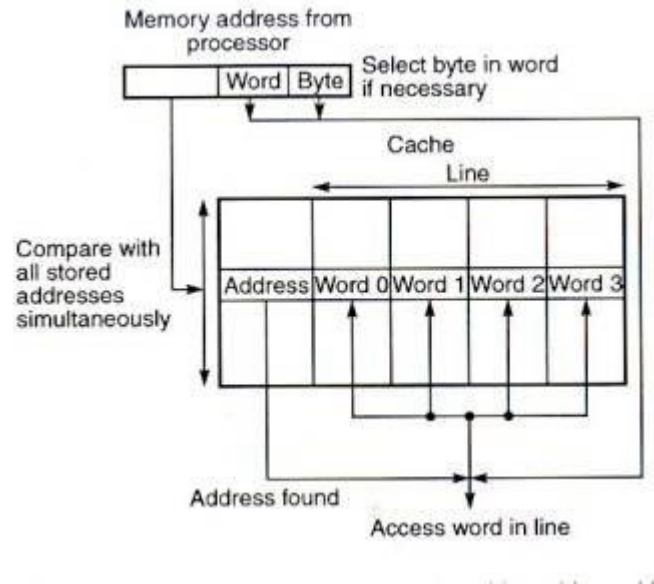 Memory address from
processor
Word Byte
Select byte in word
if necessary
Cache
Line
Compare with
all stored
addresses
simultaneously
Address Word 0 Word 1 Word 2 Word 3
Address found
Access word in line